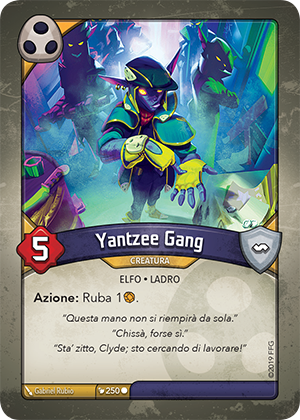 5
Yantzee Gang
CREATURA
ELFO • LADRO
Azione: Ruba 1.
“Questa mano non si riempirà da sola.”
“Chissà, forse sì.”
“Sta’ zitto, Clyde; sto cercando di lavorare!”
©2019 FFG
Gabriel Rubio
250